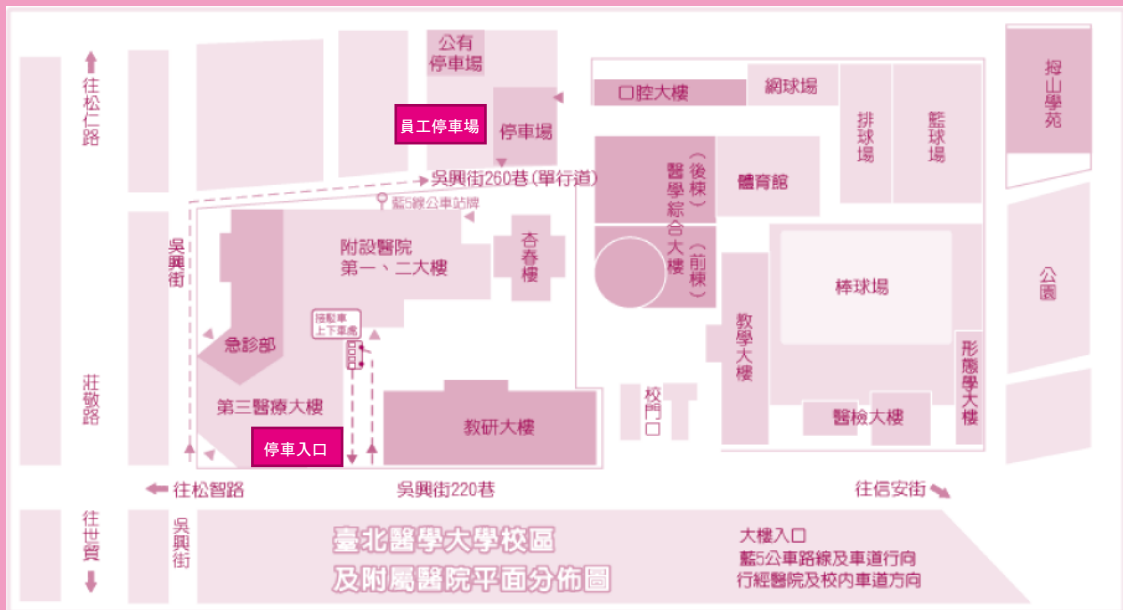 公有
停車場
員工停車場
停車場
口腔大樓
網球場
排球場
籃球場
拇山學苑
往松仁路
吳興街260巷(單行道)
藍5線公車站牌
醫學綜合大樓
(後棟)
(前棟)
體育館
吳興街
附設醫院
第一、二大樓
杏春樓
棒球場
公園
接駁車
上下車處
急診部
教學大樓
形態學大樓
莊敬路
第三醫療大樓
停車入口
教研大樓
校門口
醫檢大樓
往松智路
吳興街220巷
往信安街
往世貿
吳興街
臺北醫學大學校區
及附屬醫院平面分佈圖
大樓入口
藍5公車路線及車道行向
行經醫院及校內車道方向